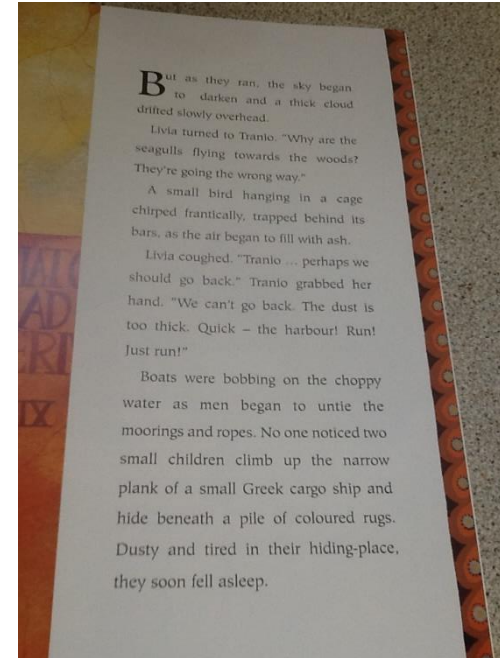 But as they ran, the sky began
to darken and a thick cloud
drifted slowly overhead.
Livia turned to Tranio. "Why are the
seagulls flying towards the woods?
They're going the wrong way."
A small bird hanging in a cage
chirped frantically, trapped behind its
bars, as the air began to fill with ash.
Livia coughed. "Tranio ... perhaps we
should go back." Tranio grabbed her
hand. "We can't go back. The dust is
too thick. Quick – the harbour! Run!
Just run!"
Boats were bobbing on the choppy
water as men began to untie the
moorings and ropes. No one noticed two
small children climb up the narrow
plank of a small Greek cargo ship and
hide beneath a pile of coloured rugs.
Dusty and tired in their hiding-place,
they soon fell asleep.
IX